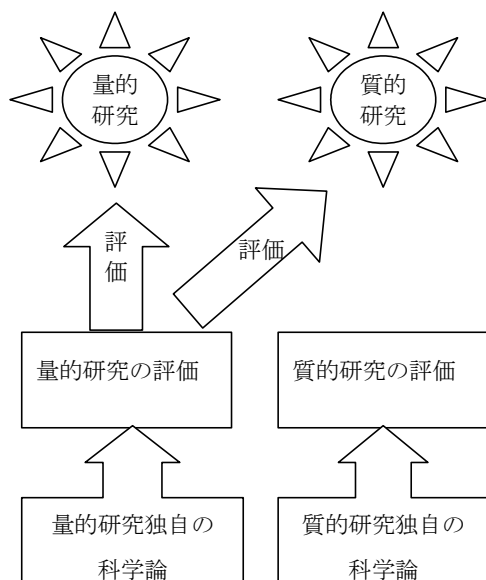 量的
研究
質的
研究
評
価
評価
量的研究の評価
質的研究の評価
量的研究独自の
科学論
質的研究独自の
科学論